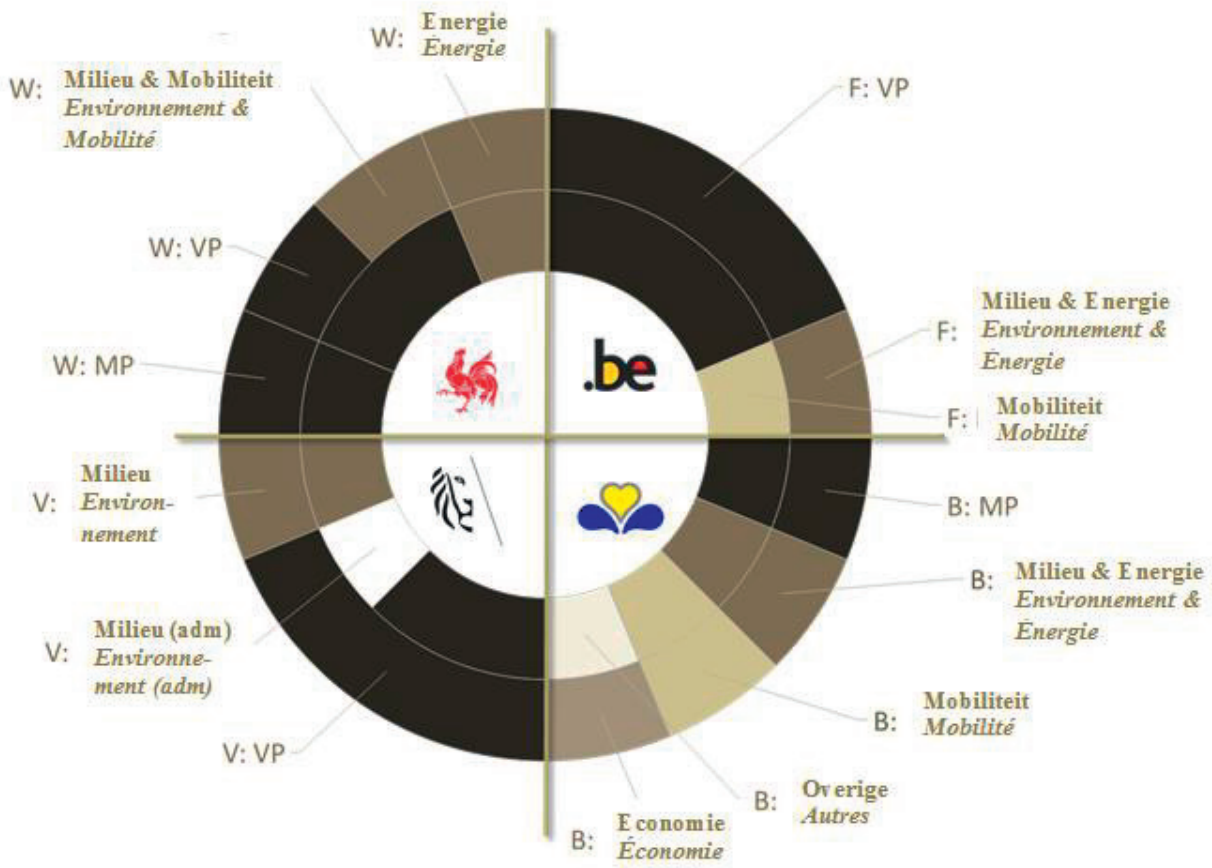 W: Energie
Énergie
W: Milieu & Mobiliteit
Environnement &
Mobilité
F: VP
W: VP
W: MP
.be
F: Milieu & Energie
Environnement &
Énergie
F: Mobiliteit
Mobilité
B: MP
V: Milieu
Environ-
nement
B: Milieu & Energie
Environnement &
Énergie
V: Milieu (adm)
Environne-
ment (adm)
B: Mobiliteit
Mobilité
V: VP
B: Overige
Autres
B: Economie
Économie